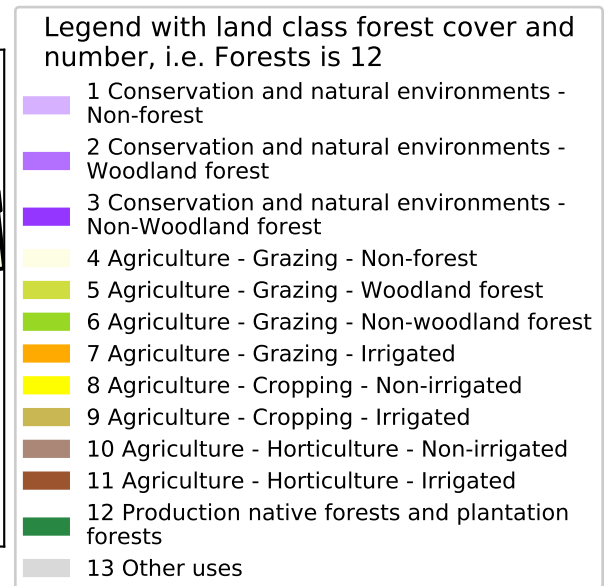 Legend with land class forest cover and
number, i.e. Forests is 12
1 Conservation and natural environments -
Non-forest
2 Conservation and natural environments -
Woodland forest
3 Conservation and natural environments -
Non-Woodland forest
4 Agriculture - Grazing - Non-forest
5 Agriculture - Grazing - Woodland forest
6 Agriculture - Grazing - Non-woodland forest
7 Agriculture - Grazing - Irrigated
8 Agriculture - Cropping - Non-irrigated
9 Agriculture - Cropping - Irrigated
10 Agriculture - Horticulture - Non-irrigated
11 Agriculture - Horticulture - Irrigated
12 Production native forests and plantation
forests
13 Other uses